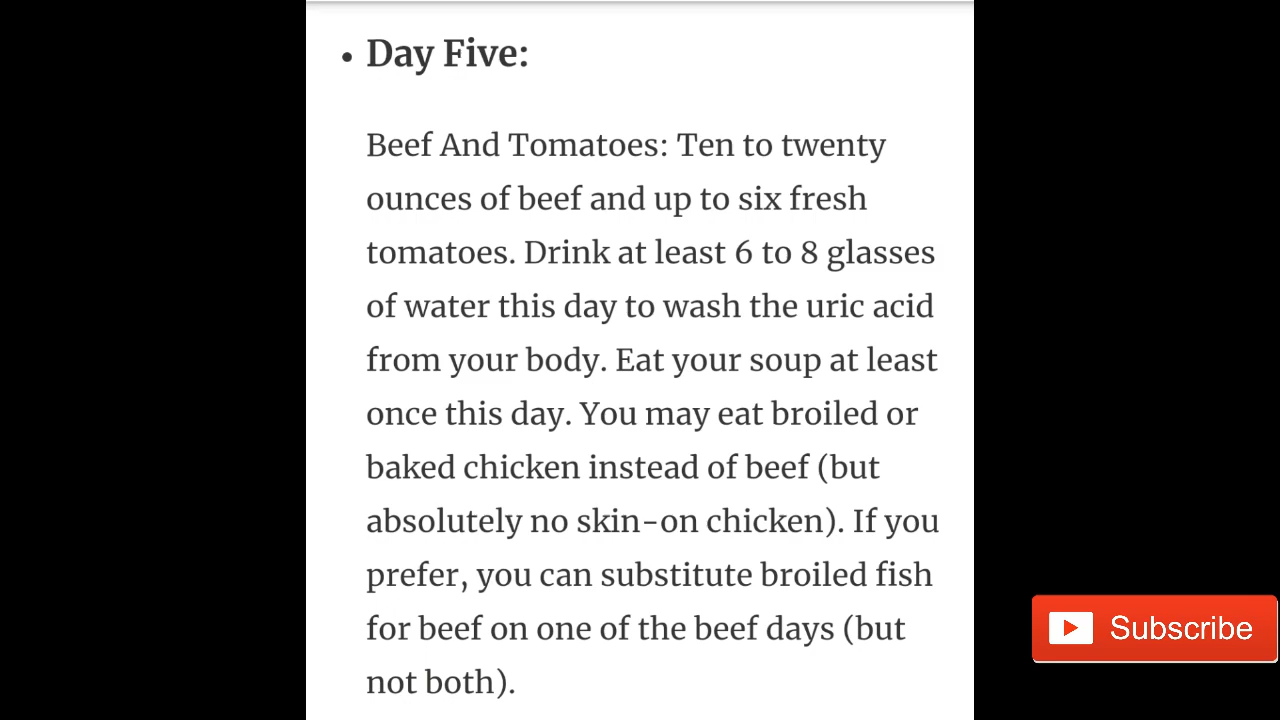 • Day Five:
Beef And Tomatoes: Ten to twenty
ounces of beef and up to six fresh
tomatoes. Drink at least 6 to 8 glasses
of water this day to wash the uric acid
from your body. Eat your soup at least
once this day. You may eat broiled or
baked chicken instead of beef (but
absolutely no skin-on chicken). If you
prefer, you can substitute broiled fish
for beef on one of the beef days (but
not both).
Subscribe